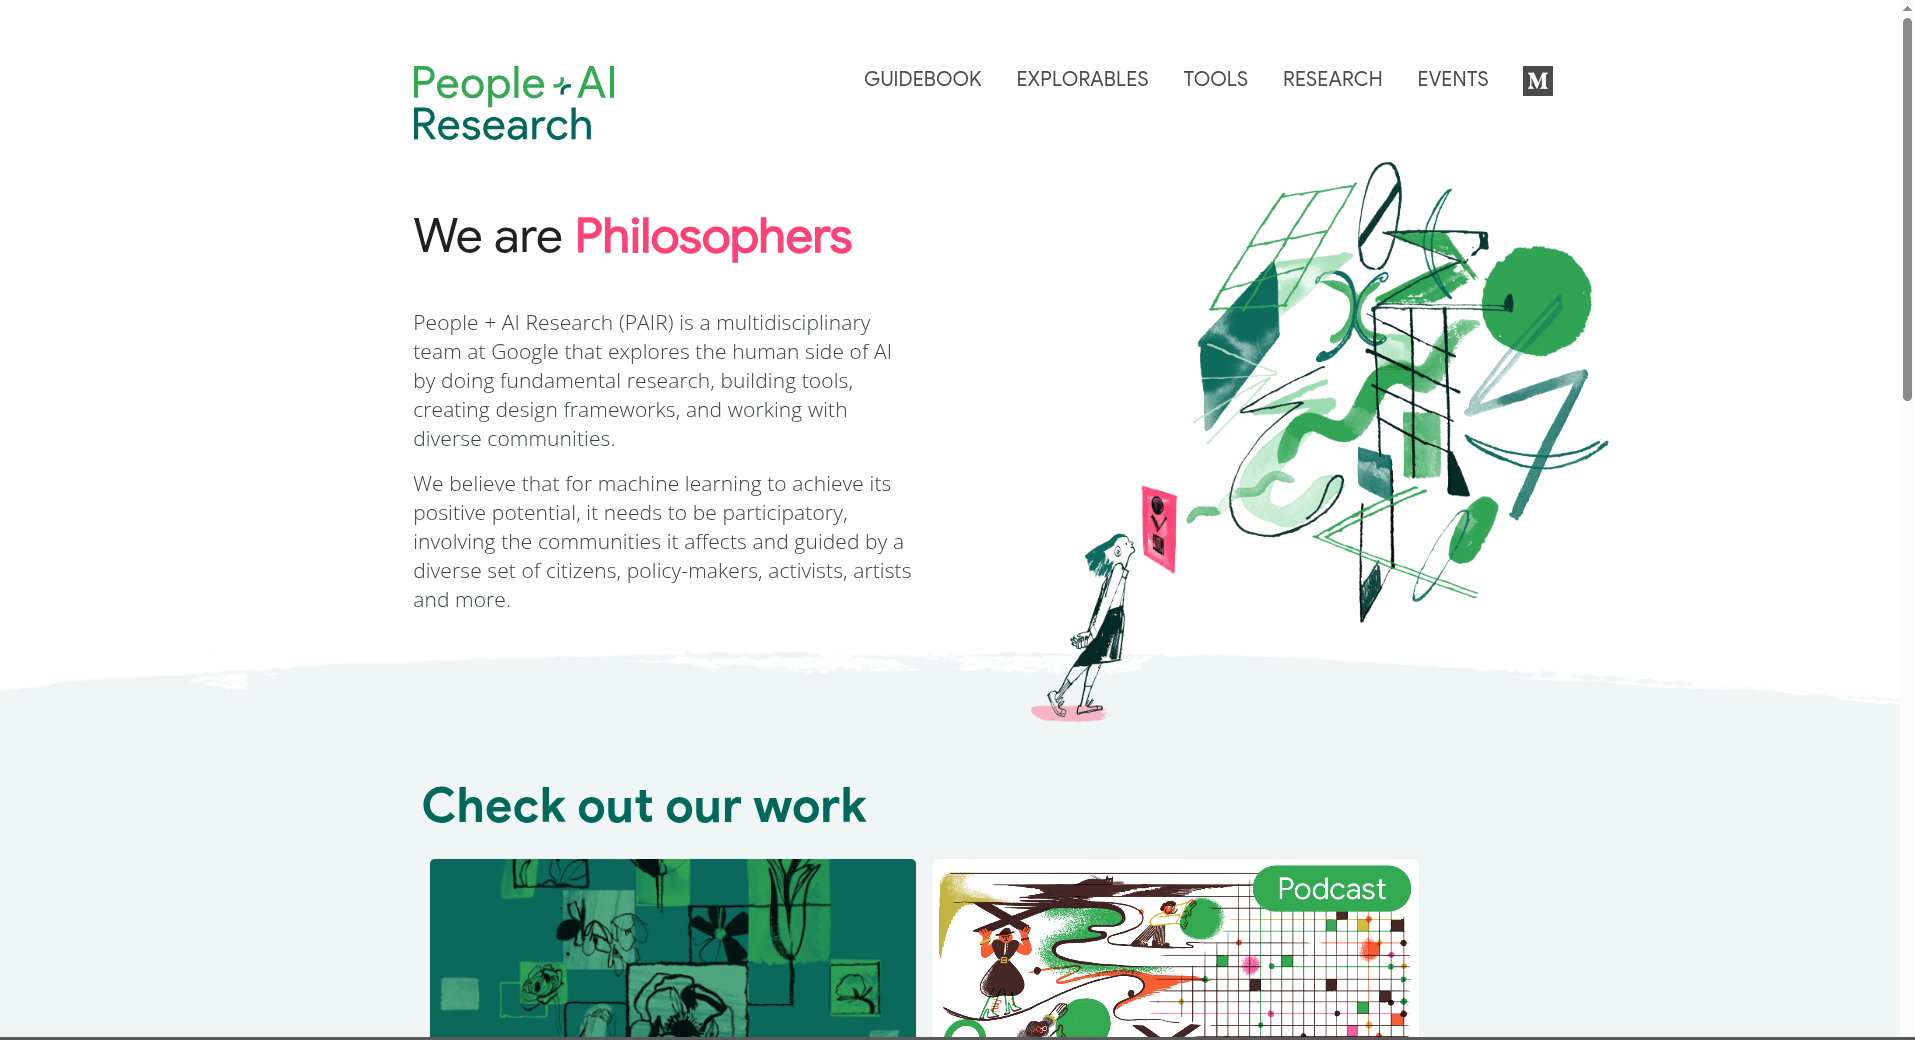 People + AI
Research
GUIDEBOOK
EXPLORABLES
TOOLS
RESEARCH
EVENTS
M
We are Philosophers
People + AI Research (PAIR) is a multidisciplinary
team at Google that explores the human side of AI
by doing fundamental research, building tools,
creating design frameworks, and working with
diverse communities.
We believe that for machine learning to achieve its
positive potential, it needs to be participatory,
involving the communities it affects and guided by a
diverse set of citizens, policy-makers, activists, artists
and more.
Check out our work
Podcast